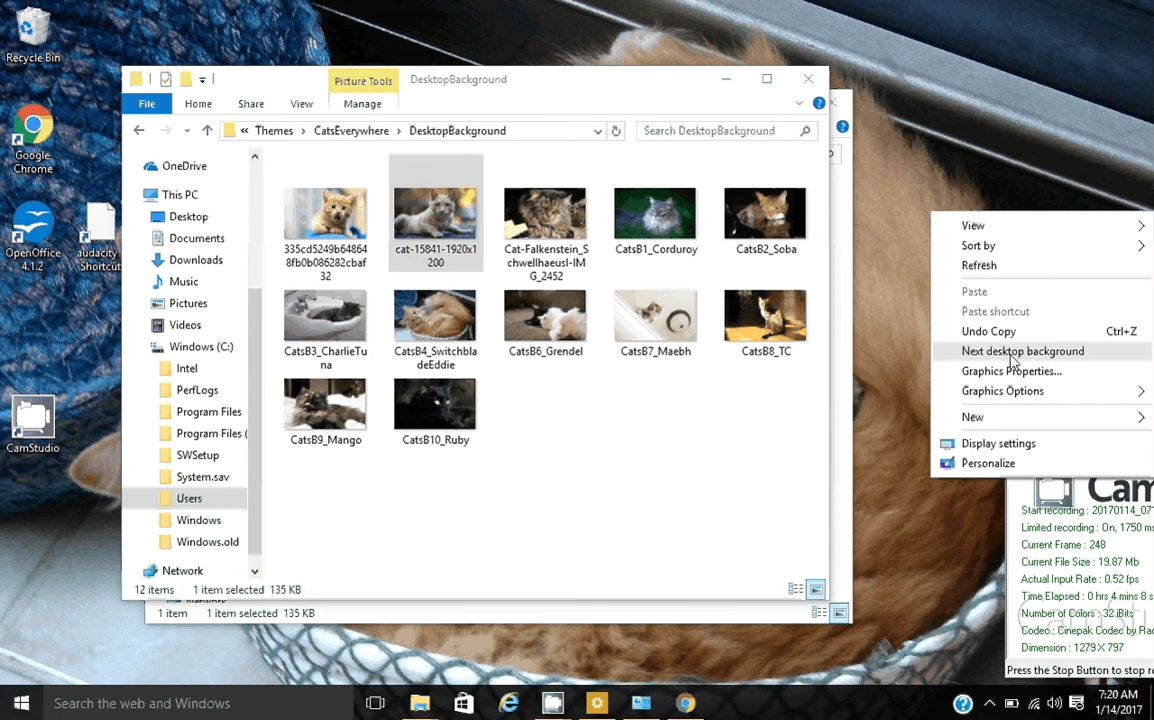 Recycle Bin
Google
Chrome
OpenOffice
4.1.2
audacity
Shortcut
CamStudio
Picture Tools
DesktopBackground
File
Home
Share
View
Manage
« Themes > CatsEverywhere > DesktopBackground
Search DesktopBackground
OneDrive
This PC
Desktop
Documents
Downloads
Music
Pictures
Videos
Windows (C:)
Intel
PerfLogs
Program Files
Program Files (
SWSetup
System.sav
Users
Windows
Windows.old
Network
335cd5249b64864
8fb0b086282cbaf
32
cat-15841-1920x1
200
Cat-Falkenstein_S
chwellhaeusl-IM
G_2452
CatsB1_Corduroy
CatsB2_Soba
CatsB3_CharlieTu
na
CatsB4_Switchbla
deEddie
CatsB6_Grendel
CatsB7_Maebh
CatsB8_TC
CatsB9_Mango
CatsB10_Ruby
12 items
1 item selected 135 KB
1 item
1 item selected 135 KB
View
Sort by
Refresh
Paste
Paste shortcut
Undo Copy Ctrl+Z
Next desktop background
Graphics Properties...
Graphics Options
New
Display settings
Personalize
Cam
Start recording : 20170114_07
Limited recording : On, 1750 m
Current Frame : 248
Current File Size : 19.87 Mb
Actual Input Rate : 0.52 fps
Time Elapsed : 0 hrs 4 mins 8 s
Number of Colors : 32 Bits
Codec : Cinepak Codec by Ra
Dimension : 1279 X 797
Press the Stop Button to stop re
Search the web and Windows
7:20 AM
1/14/2017